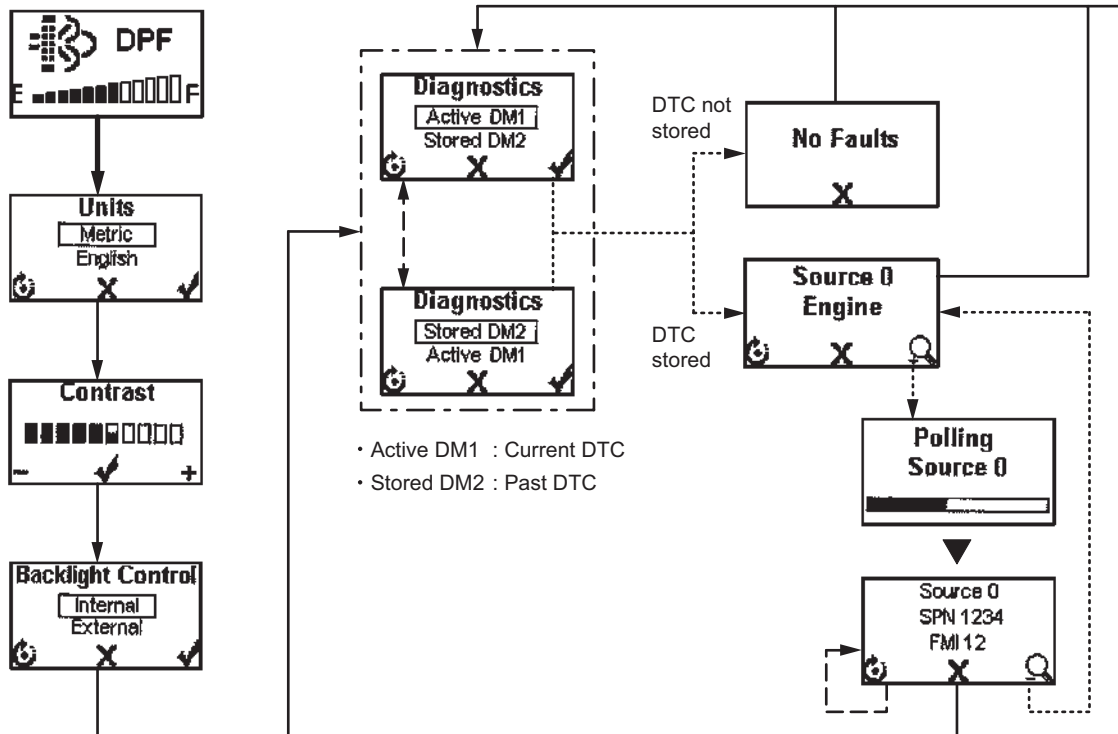 DPF
E F
Units
Metric
English
X
Contrast
Backlight Control
Internal
External
X
Diagnostics
Active DM1
Stored DM2
X
Diagnostics
Stored DM2
Active DM1
X
・Active DM1 : Current DTC
・Stored DM2 : Past DTC
DTC not
stored
No Faults
X
DTC
stored
Source 0
Engine
X
Polling
Source 0
Source 0
SPN 1234
FMI 12
X